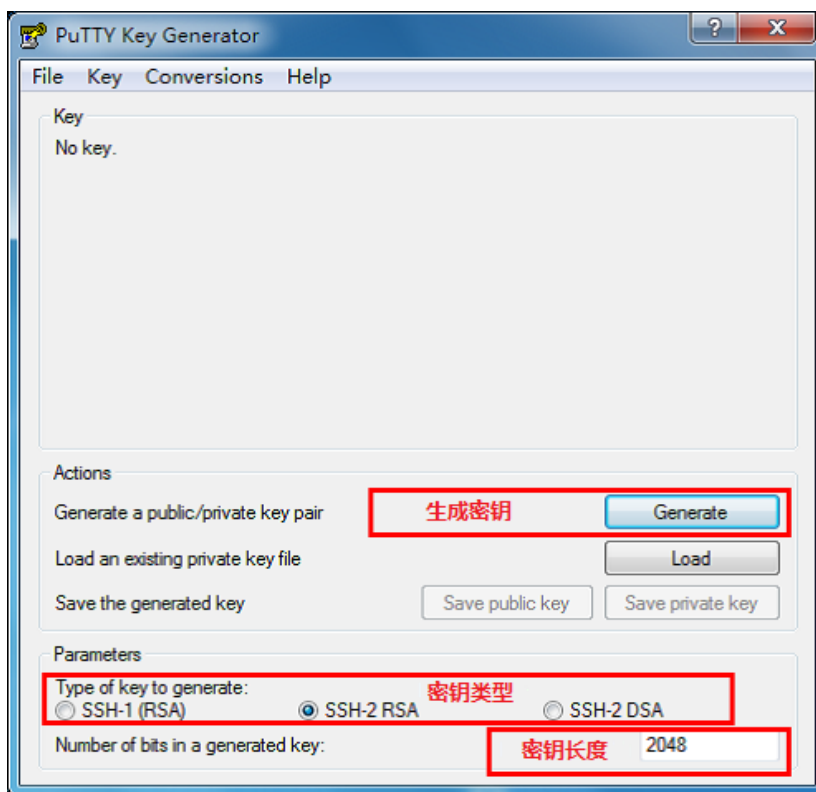 PuTTY Key Generator
File Key Conversions Help
Key
No key.
Actions
Generate a public/private key pair 生成密钥 Generate
Load an existing private key file Load
Save the generated key Save public key Save private key
Parameters
Type of key to generate: 密钥类型
SSH-1 (RSA) SSH-2 RSA SSH-2 DSA
Number of bits in a generated key: 密钥长度 2048